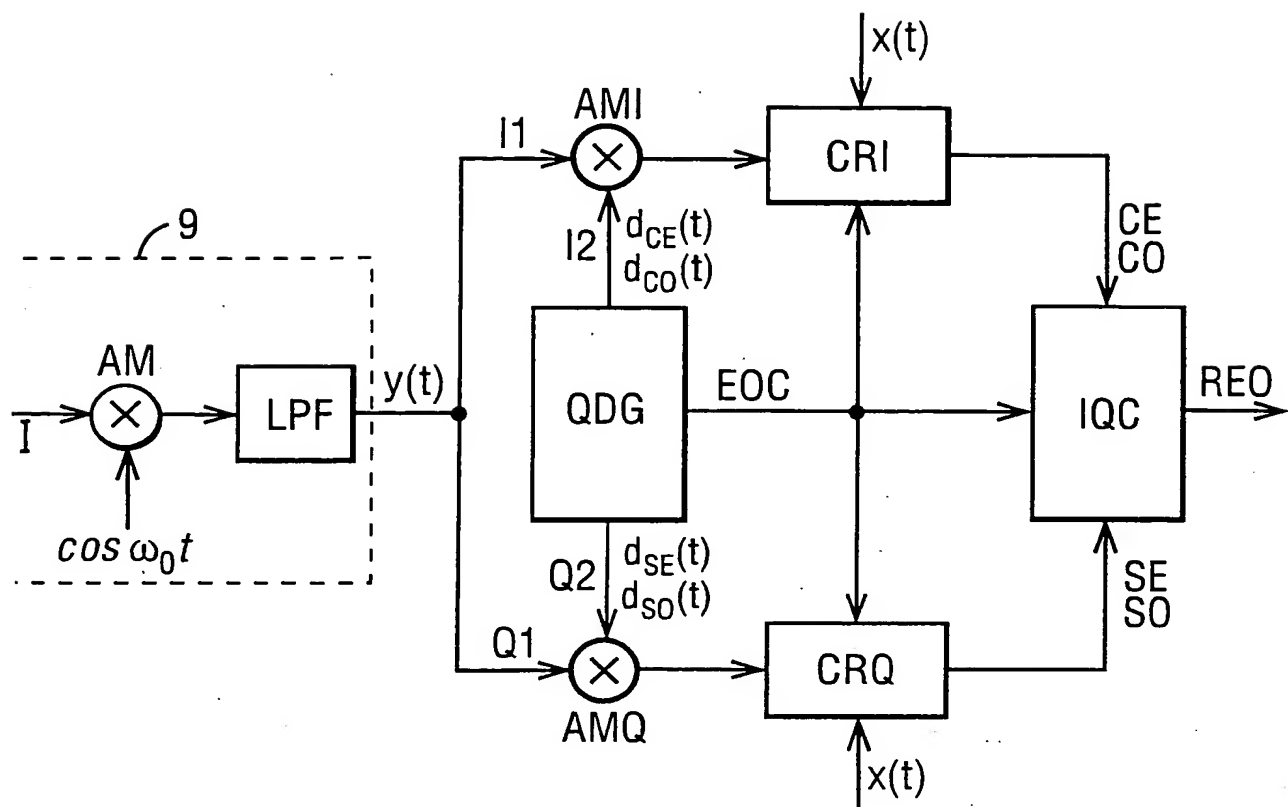 x(t)
AMI
I1
×
CRI
9
I2
d_CE(t)
d_CO(t)
CE
CO
AM
I
×
LPF
y(t)
QDG
EOC
IQC
REO
cos ω₀t
Q2
d_SE(t)
d_SO(t)
SE
SO
Q1
×
CRQ
AMQ
x(t)